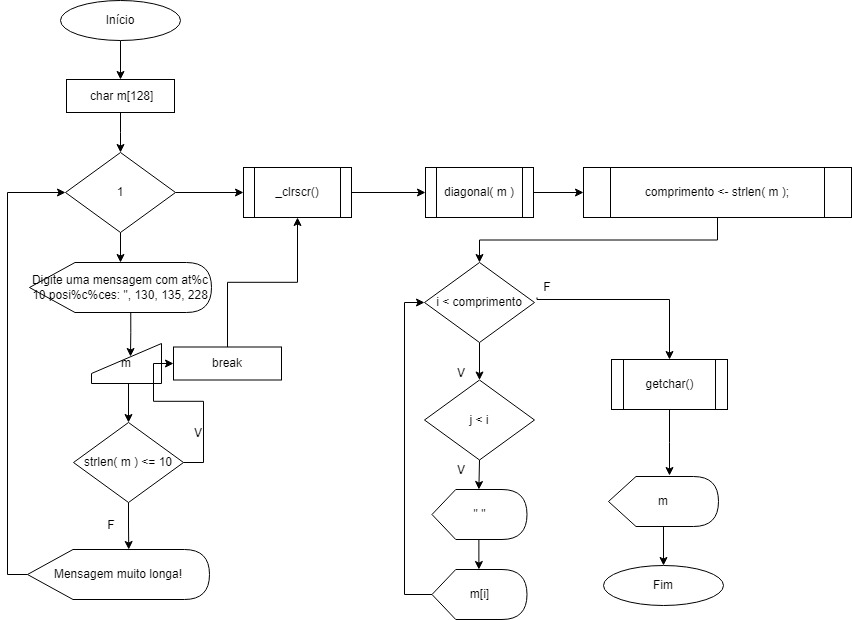 Início
char m[128]
1
_clrscr()
diagonal( m )
comprimento <- strlen( m );
Digite uma mensagem com at%c
10 posi%c%ces: ", 130, 135, 228
i < comprimento
F
m
break
V
getchar()
j < i
V
strlen( m ) <= 10
V
" "
m
F
Mensagem muito longa!
m[i]
Fim